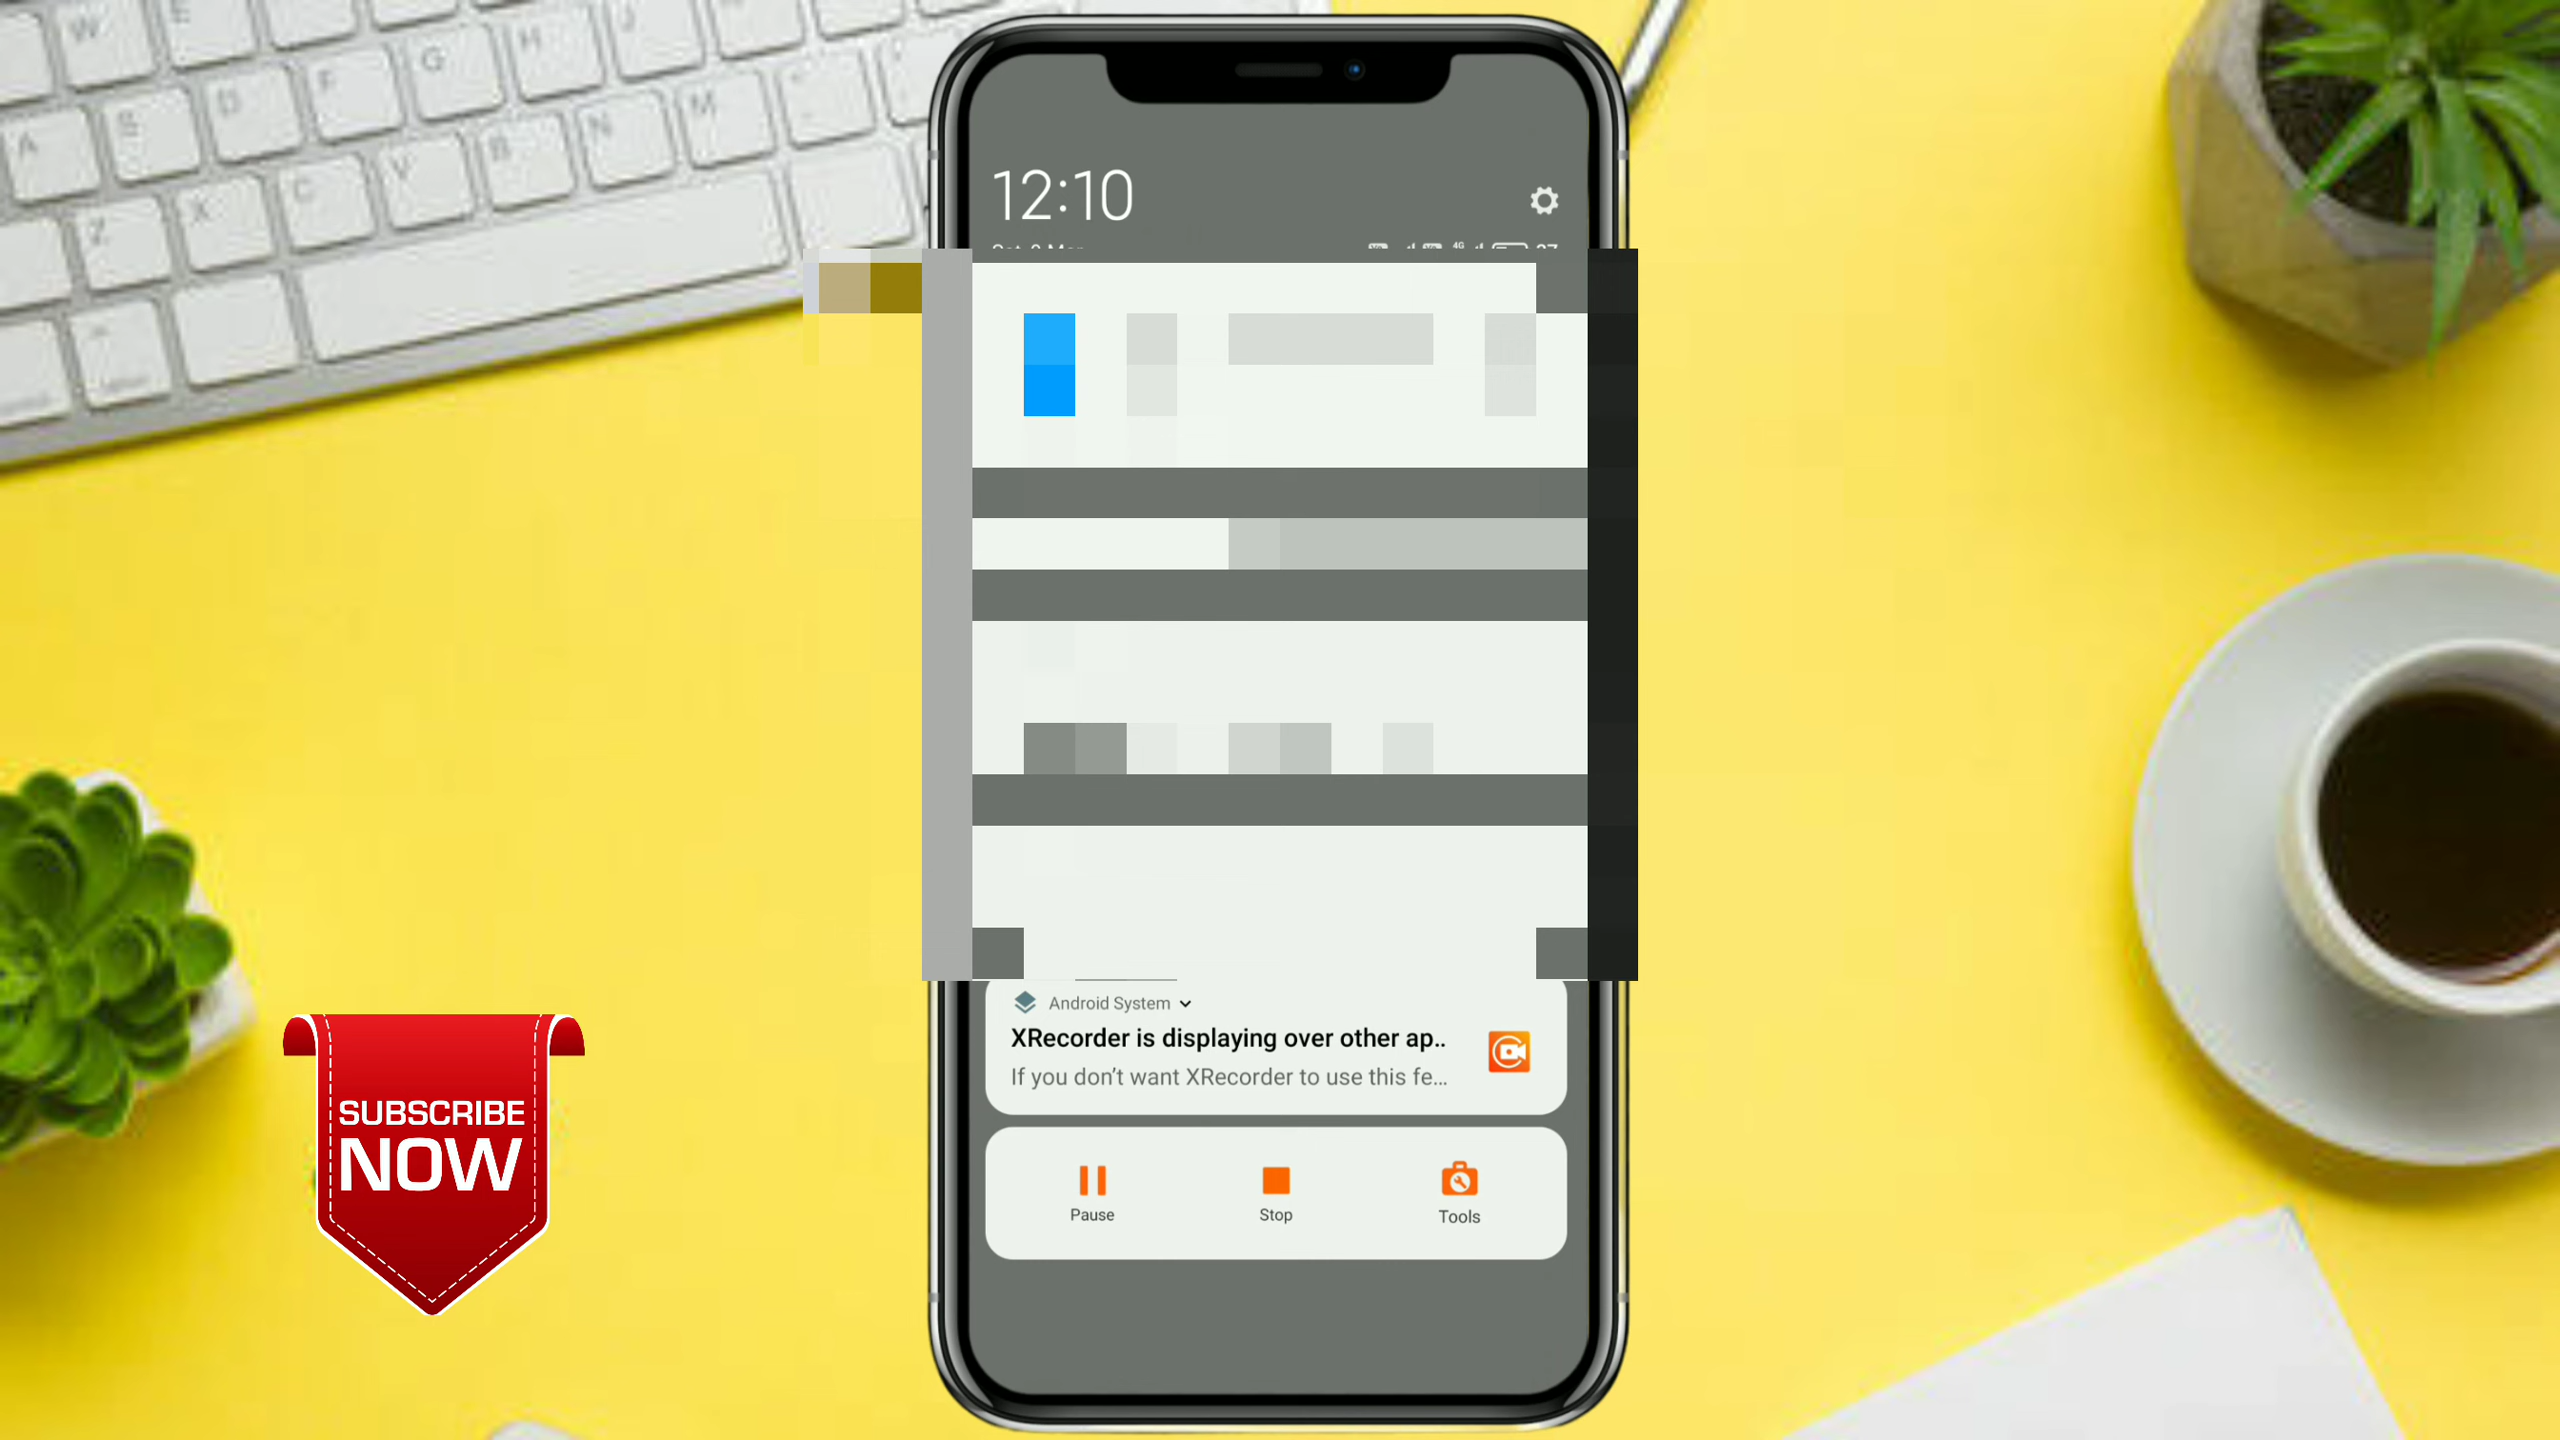 12:10
Android System
XRecorder is displaying over other ap..
If you don't want XRecorder to use this fe...
Pause
Stop
Tools
SUBSCRIBE
NOW
W
E
J
G
H
A
S
D
F
N
M
Z
X
C
V
B